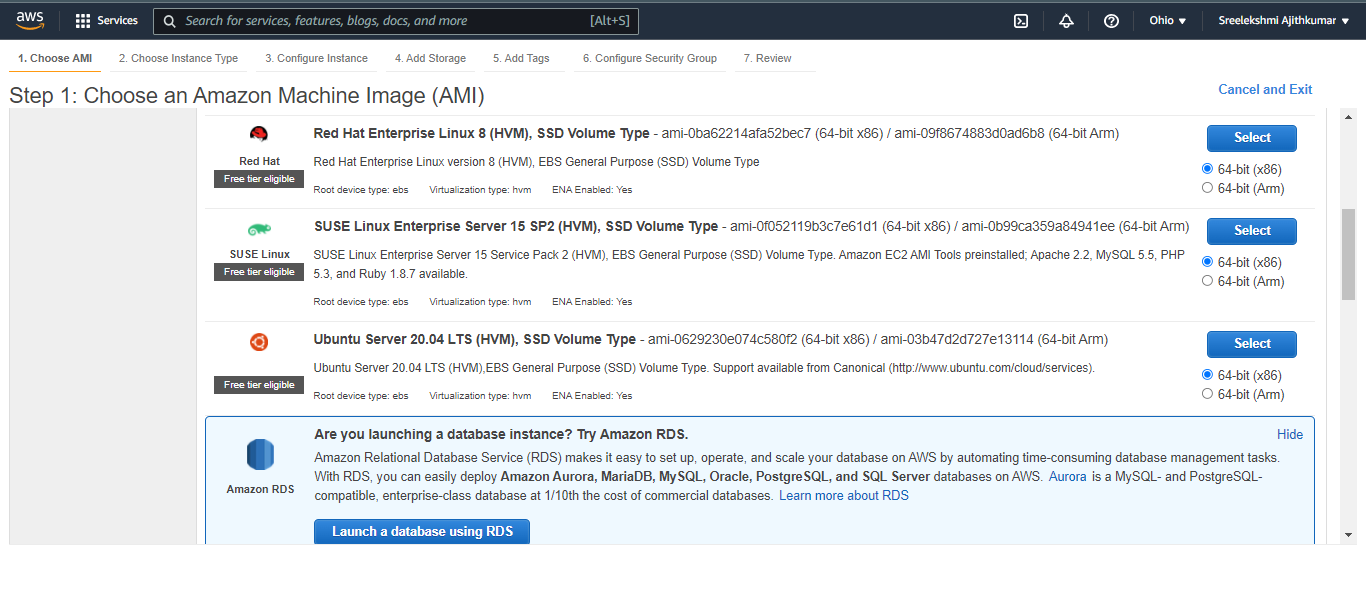 aws Services Search for services, features, blogs, docs, and more [Alt+S] Ohio Sreelekshmi Ajithkumar
1. Choose AMI 2. Choose Instance Type 3. Configure Instance 4. Add Storage 5. Add Tags 6. Configure Security Group 7. Review
Step 1: Choose an Amazon Machine Image (AMI)
Cancel and Exit
Red Hat
Free tier eligible
Red Hat Enterprise Linux 8 (HVM), SSD Volume Type - ami-0ba62214afa52bec7 (64-bit x86) / ami-09f8674883d0ad6b8 (64-bit Arm)
Red Hat Enterprise Linux version 8 (HVM), EBS General Purpose (SSD) Volume Type
Root device type: ebs Virtualization type: hvm ENA Enabled: Yes
Select
64-bit (x86)
64-bit (Arm)
SUSE Linux
Free tier eligible
SUSE Linux Enterprise Server 15 SP2 (HVM), SSD Volume Type - ami-0f052119b3c7e61d1 (64-bit x86) / ami-0b99ca359a84941ee (64-bit Arm)
SUSE Linux Enterprise Server 15 Service Pack 2 (HVM), EBS General Purpose (SSD) Volume Type. Amazon EC2 AMI Tools preinstalled; Apache 2.2, MySQL 5.5, PHP
5.3, and Ruby 1.8.7 available.
Root device type: ebs Virtualization type: hvm ENA Enabled: Yes
Select
64-bit (x86)
64-bit (Arm)
Free tier eligible
Ubuntu Server 20.04 LTS (HVM), SSD Volume Type - ami-0629230e074c580f2 (64-bit x86) / ami-03b47d2d727e13114 (64-bit Arm)
Ubuntu Server 20.04 LTS (HVM),EBS General Purpose (SSD) Volume Type. Support available from Canonical (http://www.ubuntu.com/cloud/services).
Root device type: ebs Virtualization type: hvm ENA Enabled: Yes
Select
64-bit (x86)
64-bit (Arm)
Amazon RDS
Are you launching a database instance? Try Amazon RDS.
Hide
Amazon Relational Database Service (RDS) makes it easy to set up, operate, and scale your database on AWS by automating time-consuming database management tasks.
With RDS, you can easily deploy Amazon Aurora, MariaDB, MySQL, Oracle, PostgreSQL, and SQL Server databases on AWS. Aurora is a MySQL- and PostgreSQL-
compatible, enterprise-class database at 1/10th the cost of commercial databases. Learn more about RDS
Launch a database using RDS